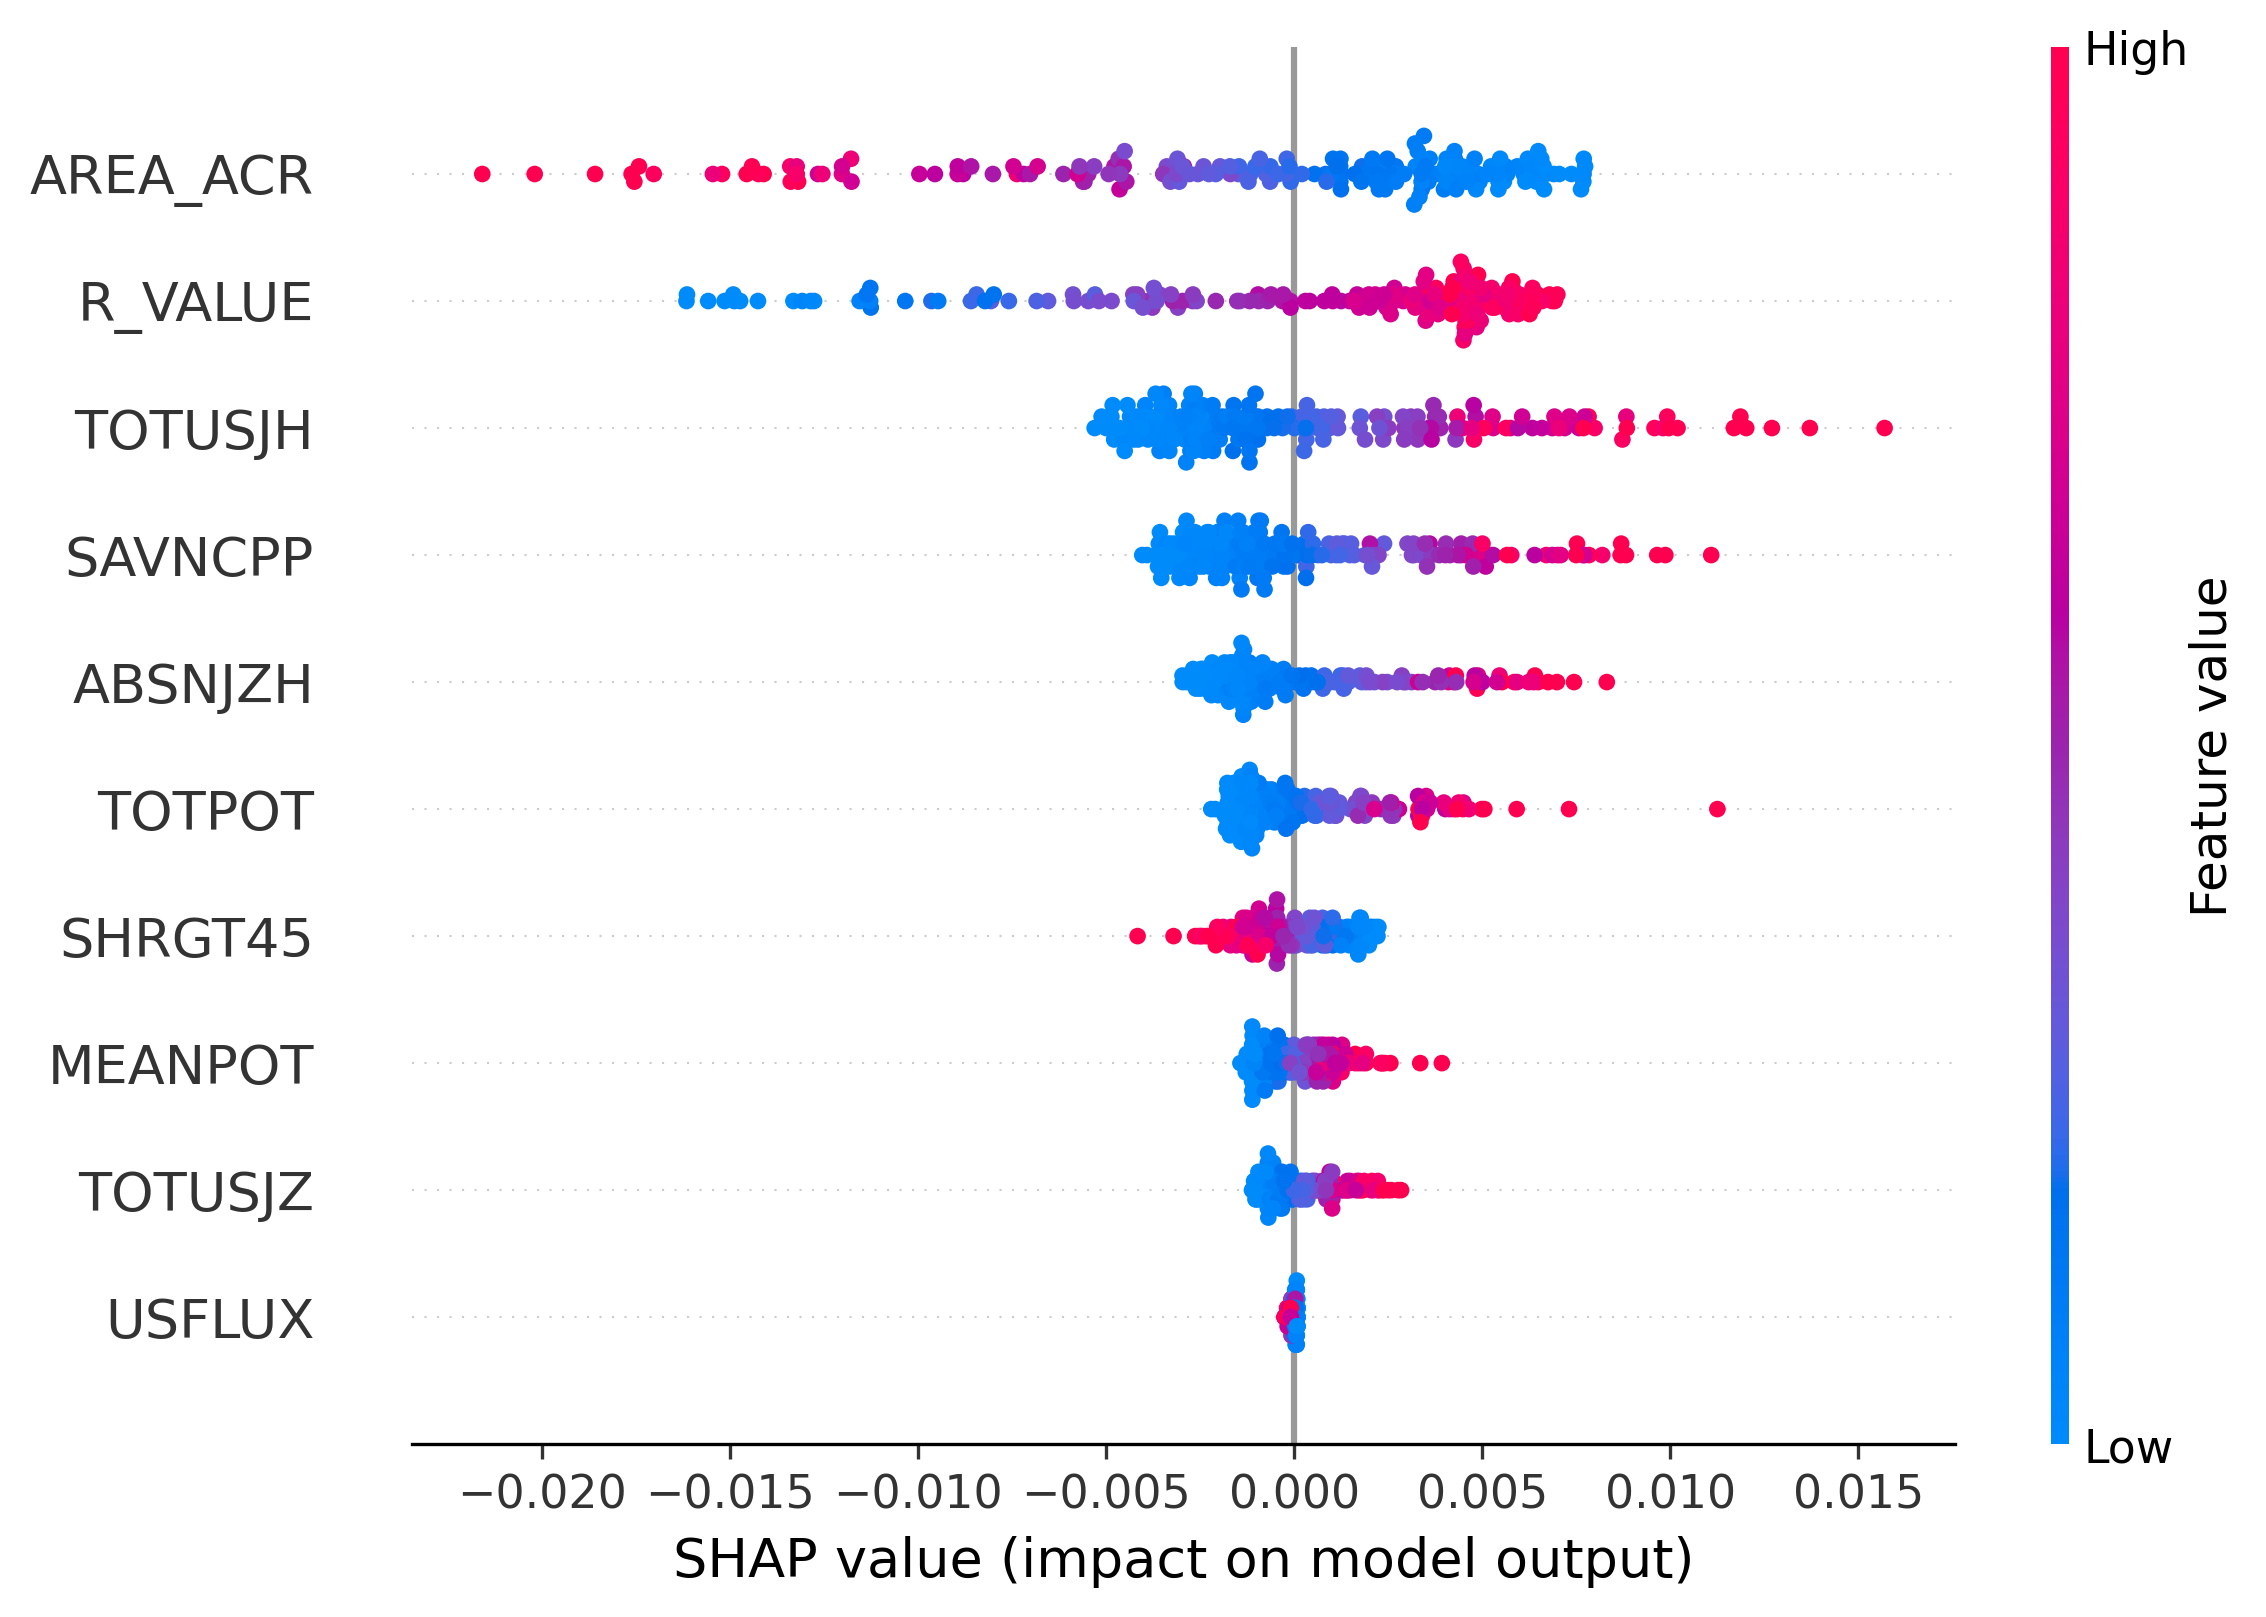 High
AREA_ACR
R_VALUE
TOTUSJH
SAVNCPP
ABSNJZH
TOTPOT
SHRGT45
MEANPOT
TOTUSJZ
USFLUX
Feature value
Low
−0.020 −0.015 −0.010 −0.005 0.000 0.005 0.010 0.015
SHAP value (impact on model output)